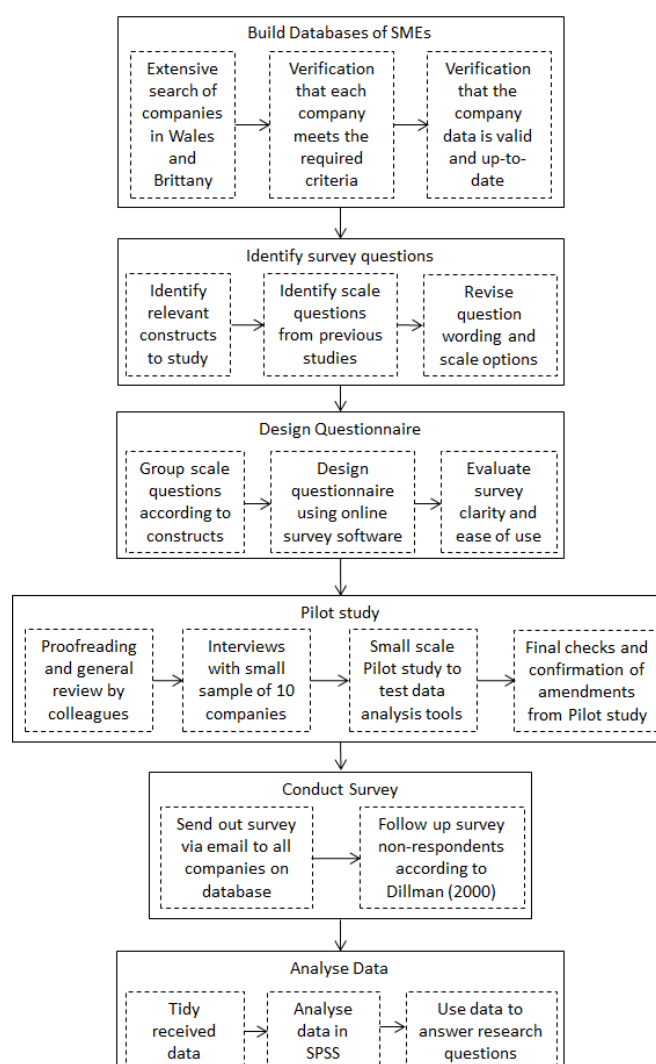 Build Databases of SMEs
Extensive
search of
companies
in Wales
and
Brittany
Verification
that each
company
meets the
required
criteria
Verification
that the
company
data is valid
and up-to-
date
Identify survey questions
Identify
relevant
constructs
to study
Identify scale
questions
from previous
studies
Revise
question
wording and
scale options
Design Questionnaire
Group scale
questions
according to
constructs
Design
questionnaire
using online
survey software
Evaluate
survey
clarity and
ease of use
Pilot study
Proofreading
and general
review by
colleagues
Interviews
with small
sample of 10
companies
Small scale
Pilot study to
test data
analysis tools
Final checks and
confirmation of
amendments
from Pilot study
Conduct Survey
Send out survey
via email to all
companies on
database
Follow up survey
non-respondents
according to
Dillman (2000)
Analyse Data
Tidy
received
data
Analyse
data in
SPSS
Use data to
answer research
questions